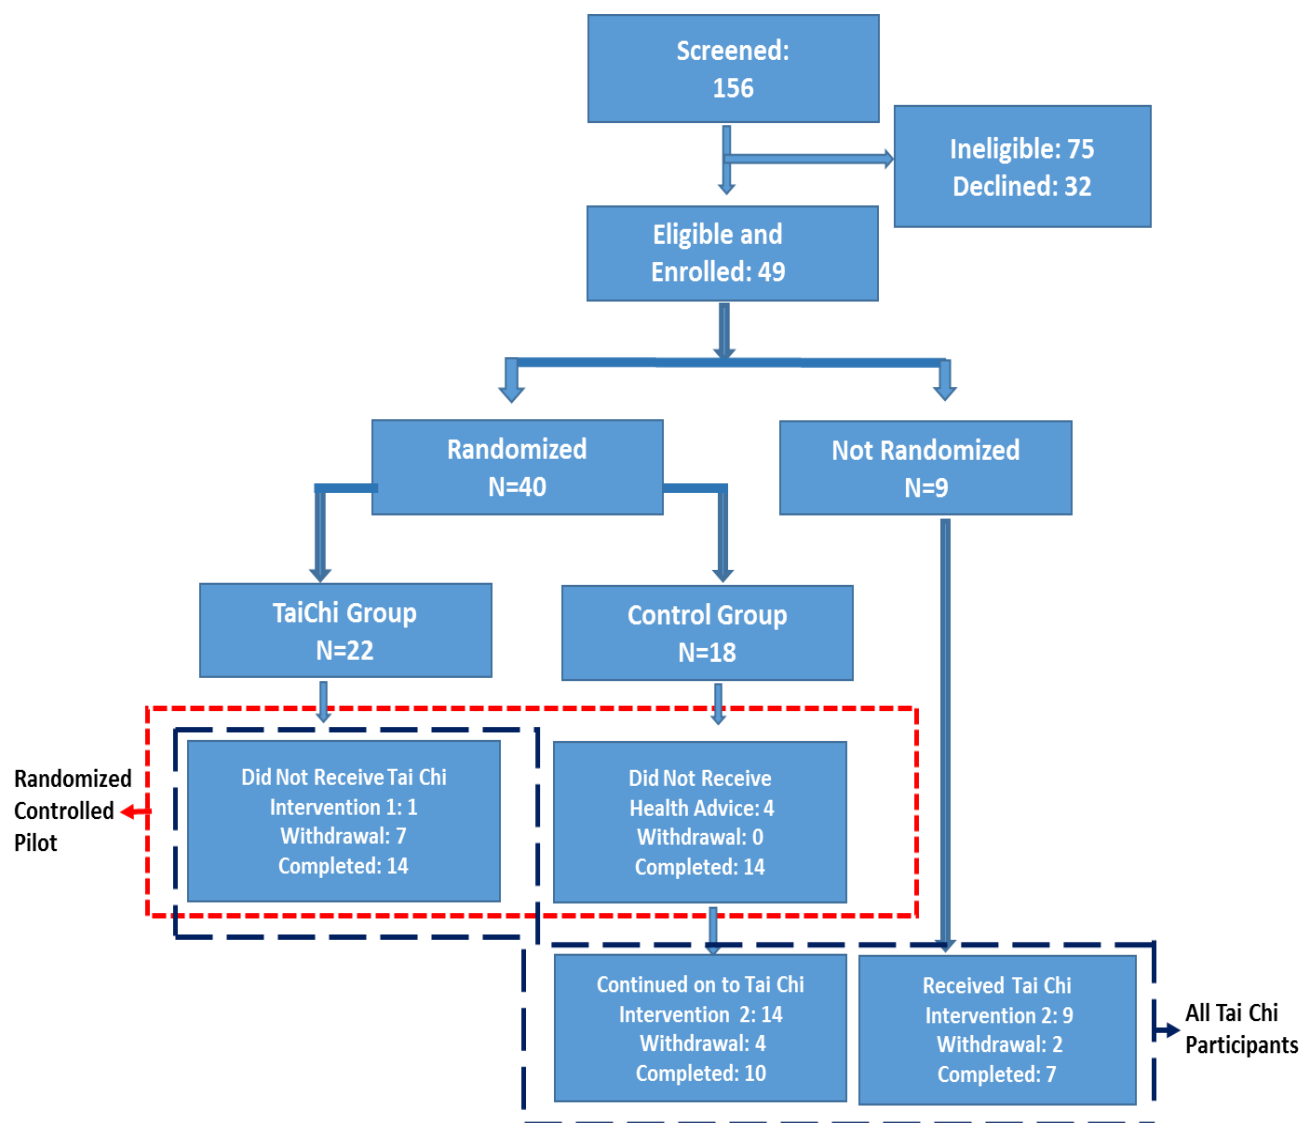 Screened:
156
Ineligible: 75
Declined: 32
Eligible and
Enrolled: 49
Randomized
N=40
Not Randomized
N=9
TaiChi Group
N=22
Control Group
N=18
Randomized
Controlled
Pilot
Did Not Receive Tai Chi
Intervention 1: 1
Withdrawal: 7
Completed: 14
Did Not Receive
Health Advice: 4
Withdrawal: 0
Completed: 14
Continued on to Tai Chi
Intervention 2: 14
Withdrawal: 4
Completed: 10
Received Tai Chi
Intervention 2: 9
Withdrawal: 2
Completed: 7
All Tai Chi
Participants